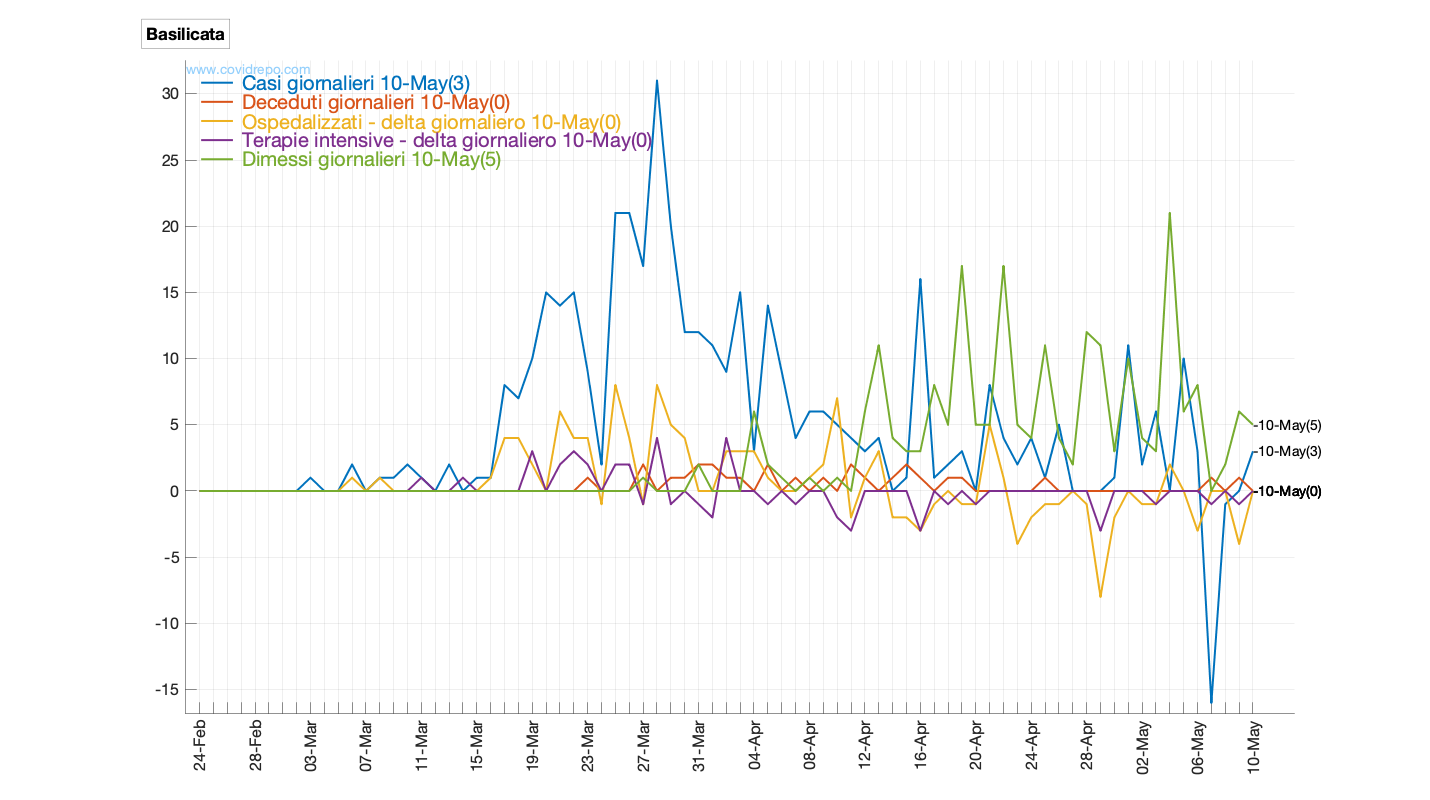 Basilicata
www.covidrepo.com
Casi giornalieri 10-May(3)
Deceduti giornalieri 10-May(0)
Ospedalizzati - delta giornaliero 10-May(0)
Terapie intensive - delta giornaliero 10-May(0)
Dimessi giornalieri 10-May(5)
30
25
20
15
10
5
0
-5
-10
-15
-10-May(5)
-10-May(3)
-10-May(0)
24-Feb
28-Feb
03-Mar
07-Mar
11-Mar
15-Mar
19-Mar
23-Mar
27-Mar
31-Mar
04-Apr
08-Apr
12-Apr
16-Apr
20-Apr
24-Apr
28-Apr
02-May
06-May
10-May